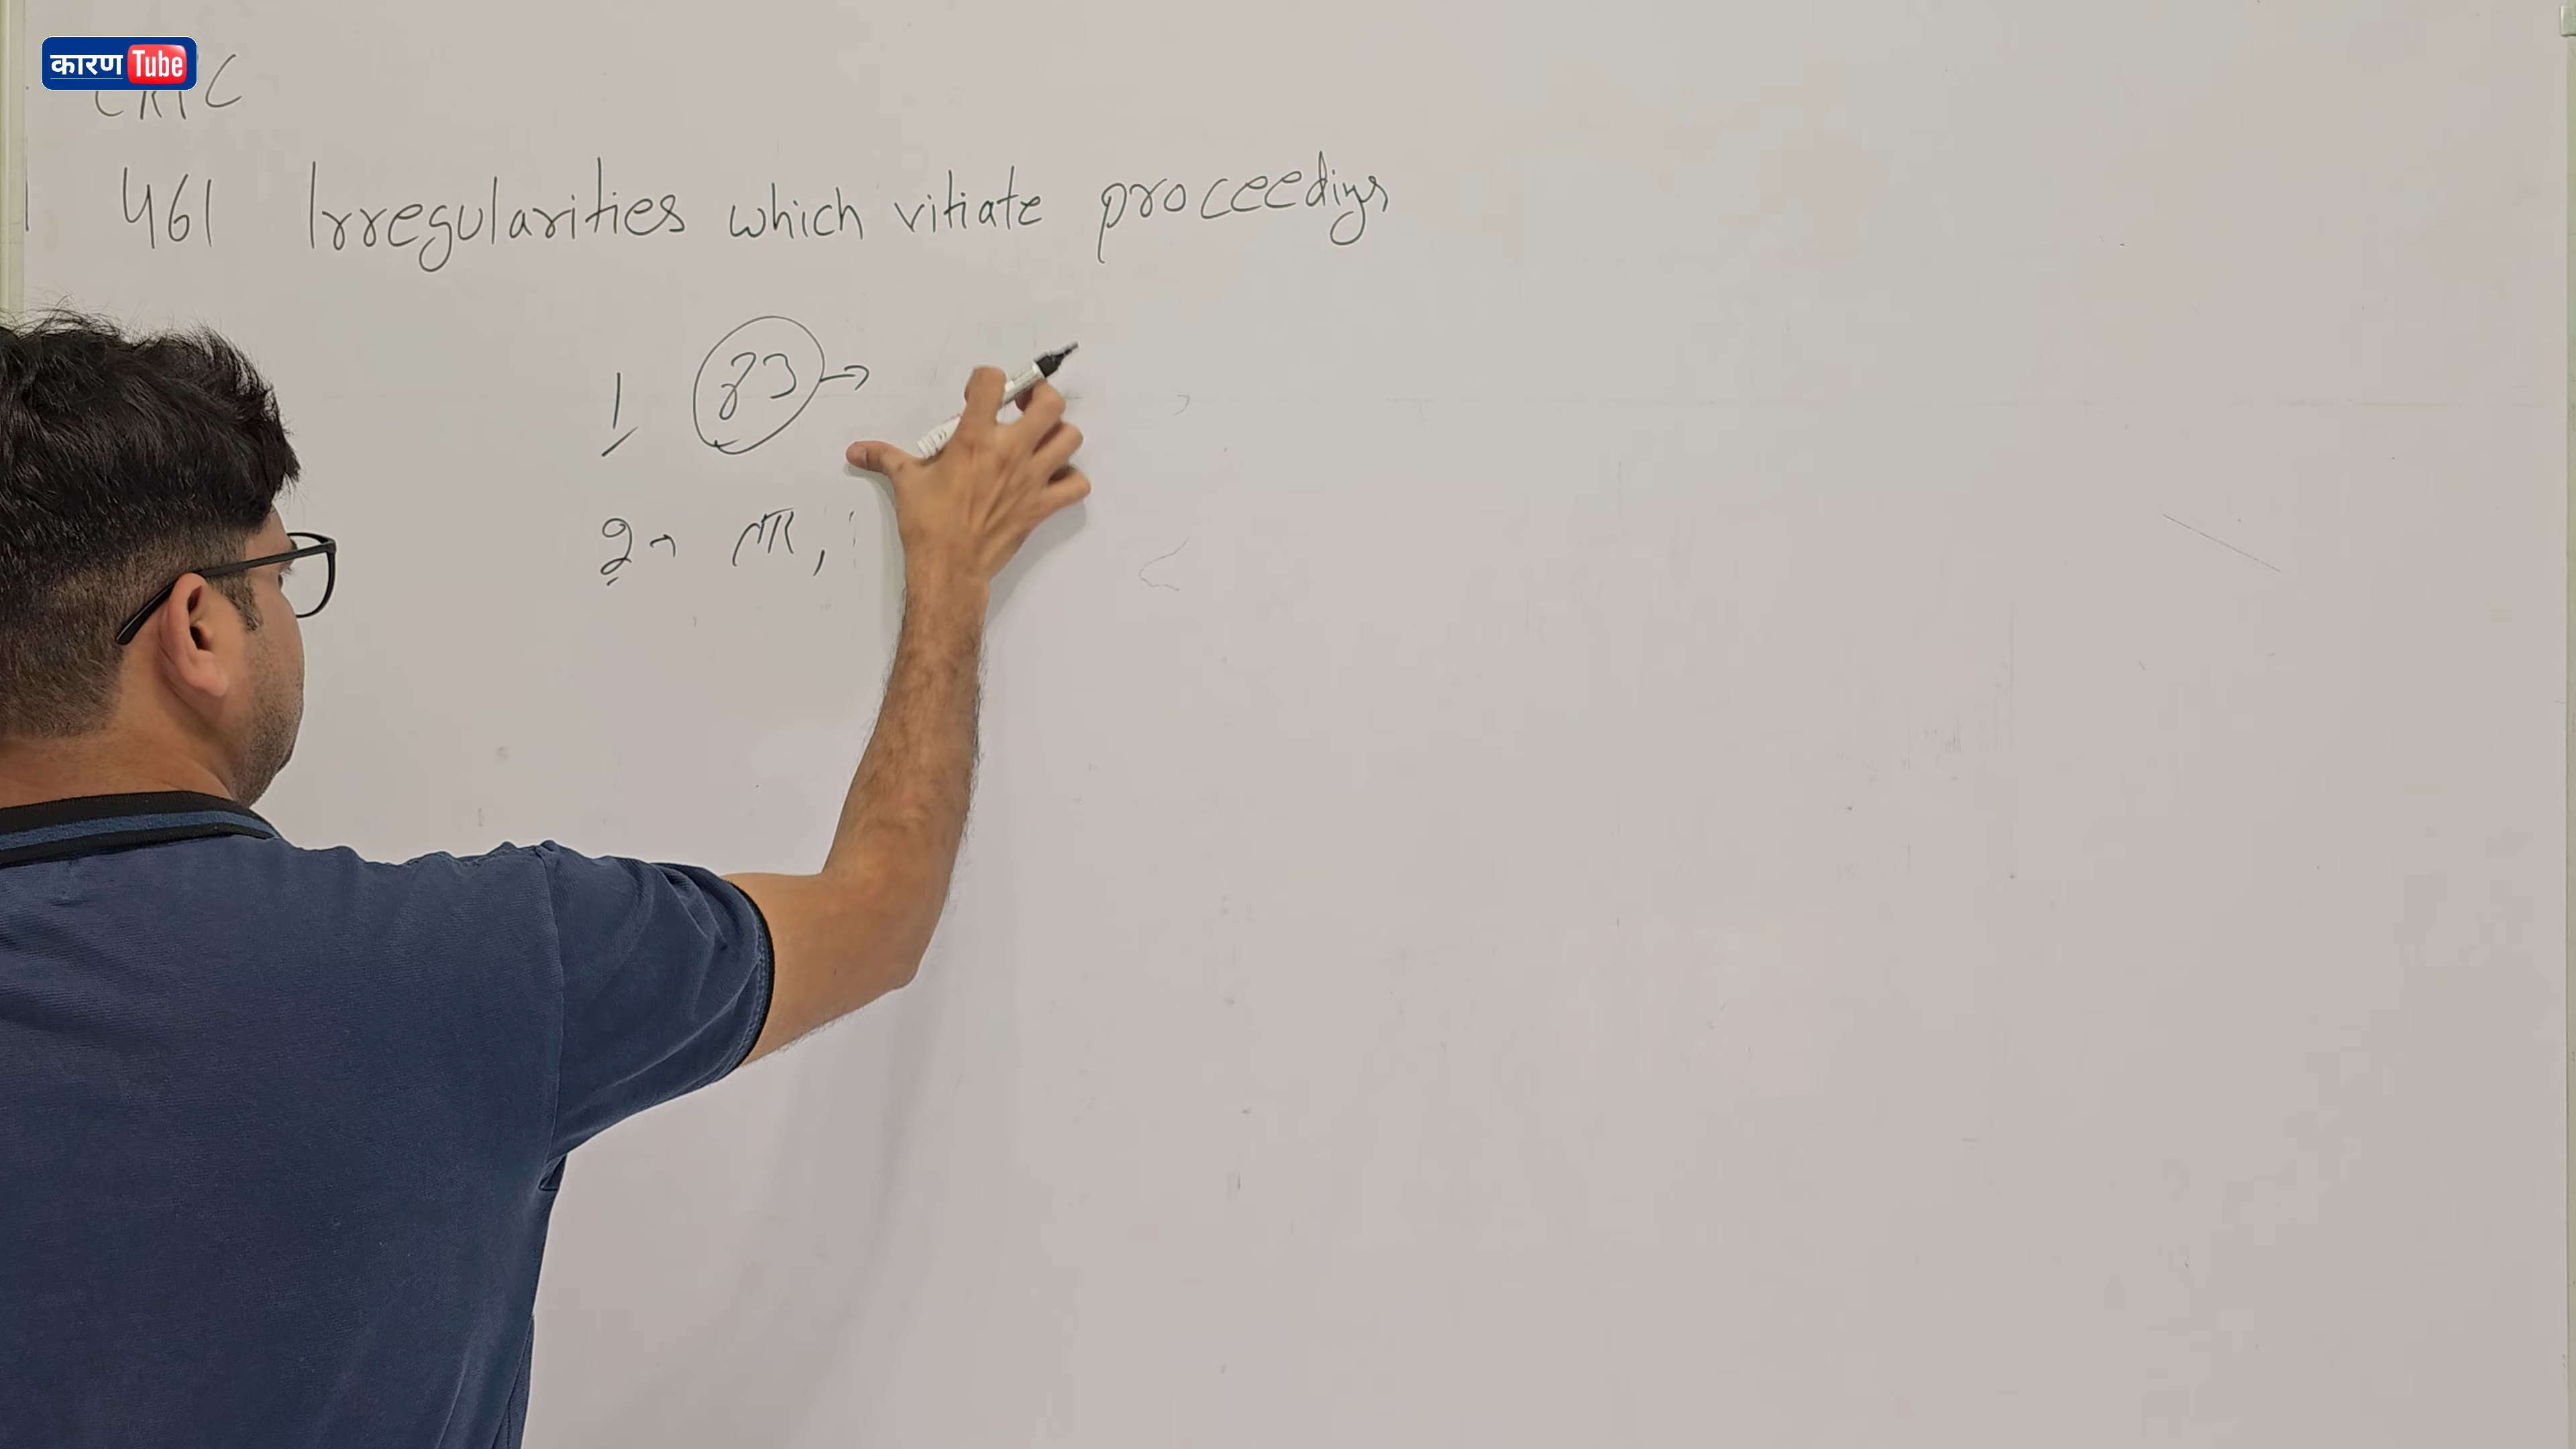 कारण Tube
CRPC
461 Irregularities which vitiate proceedings
1 83 →
2